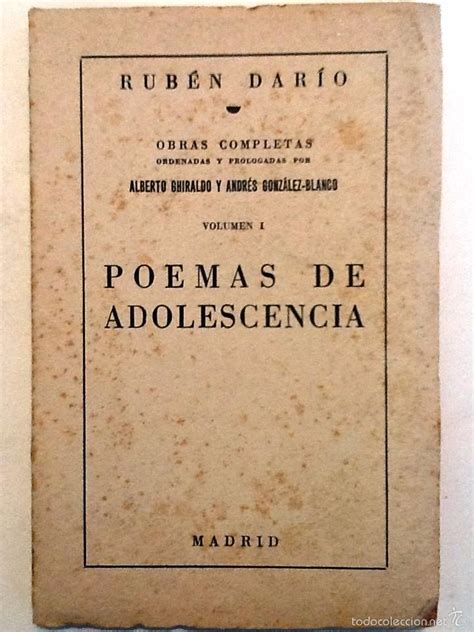 RUBÉN DARÍO
OBRAS COMPLETAS
ORDENADAS Y PROLOGADAS POR
ALBERTO GHIRALDO Y ANDRÉS GONZÁLEZ-BLANCO
VOLUMEN I
POEMAS DE
ADOLESCENCIA
MADRID
todocoleccion.net